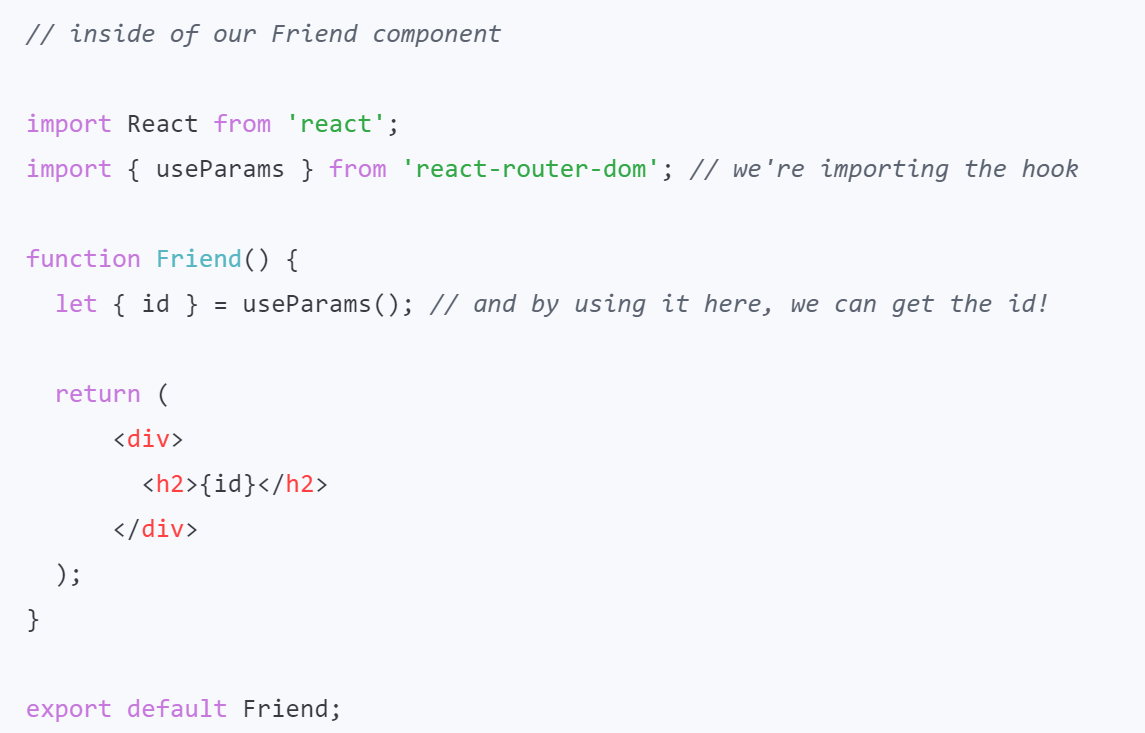 // inside of our Friend component
import React from 'react';
import { useParams } from 'react-router-dom'; // we're importing the hook
function Friend() {
  let { id } = useParams(); // and by using it here, we can get the id!
  return (
      <div>
        <h2>{id}</h2>
      </div>
  );
}
export default Friend;